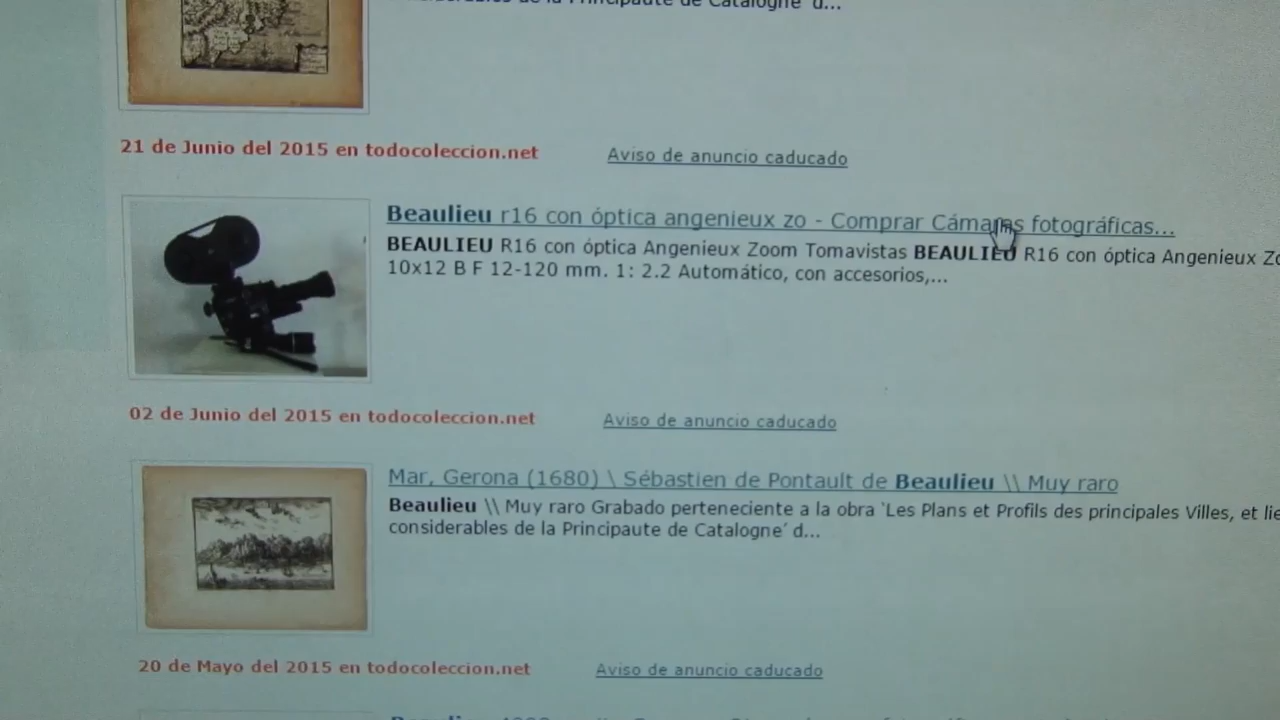 21 de Junio del 2015 en todocoleccion.net
Aviso de anuncio caducado
Beaulieu r16 con óptica angenieux zo - Comprar Cámaras fotográficas...
BEAULIEU R16 con óptica Angenieux Zoom Tomavistas BEAULIEU R16 con óptica Angenieux
10x12 B F 12-120 mm. 1: 2.2 Automático, con accesorios,...
02 de Junio del 2015 en todocoleccion.net
Aviso de anuncio caducado
Mar, Gerona (1680) \ Sébastien de Pontault de Beaulieu \\ Muy raro
Beaulieu \\ Muy raro Grabado perteneciente a la obra 'Les Plans et Profils des principales Villes, et
considerables de la Principaute de Catalogne´ d...
20 de Mayo del 2015 en todocoleccion.net
Aviso de anuncio caducado